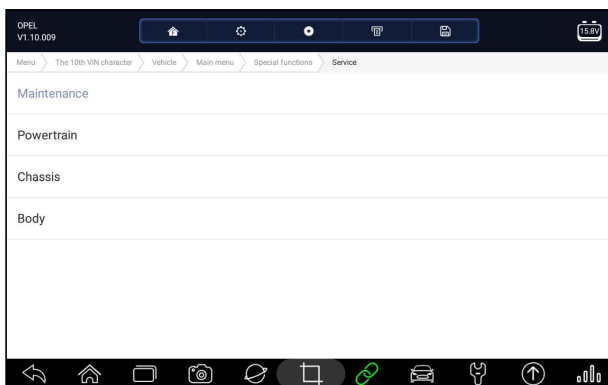 OPEL
V1.10.009
15.8V
Menu The 10th VIN character Vehicle Main menu Special functions Service
Maintenance
Powertrain
Chassis
Body